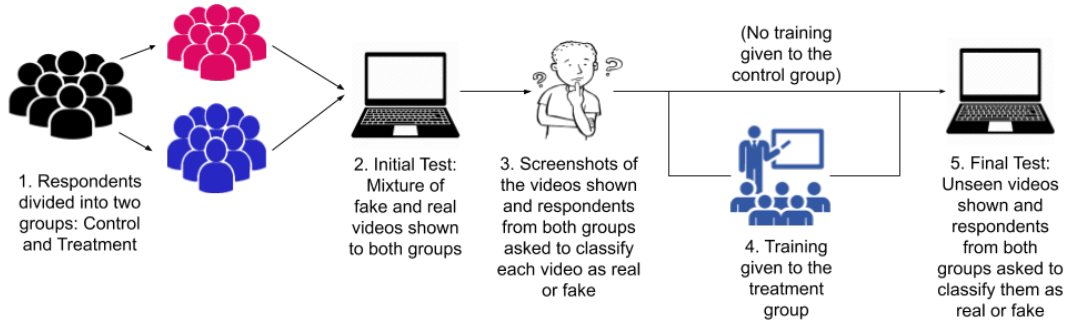 1. Respondents
divided into two
groups: Control
and Treatment
2. Initial Test:
Mixture of
fake and real
videos shown
to both groups
3. Screenshots of
the videos shown
and respondents
from both groups
asked to classify
each video as real
or fake
(No training
given to the
control group)
4. Training
given to the
treatment
group
5. Final Test:
Unseen videos
shown and
respondents
from both
groups asked to
classify them as
real or fake